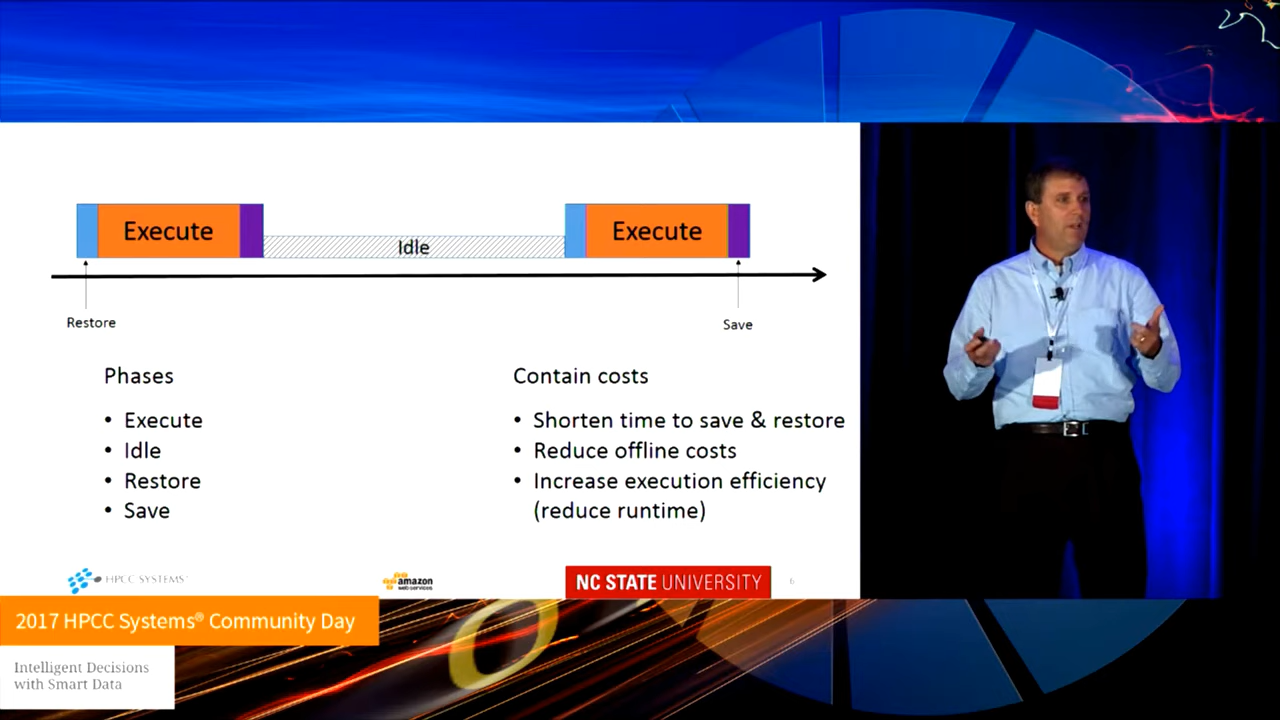 Execute
Idle
Execute
Restore
Save
Phases
• Execute
• Idle
• Restore
• Save
Contain costs
• Shorten time to save & restore
• Reduce offline costs
• Increase execution efficiency
(reduce runtime)
HPCC SYSTEMS
amazon
web services
NC STATE UNIVERSITY
6
2017 HPCC Systems® Community Day
Intelligent Decisions
with Smart Data